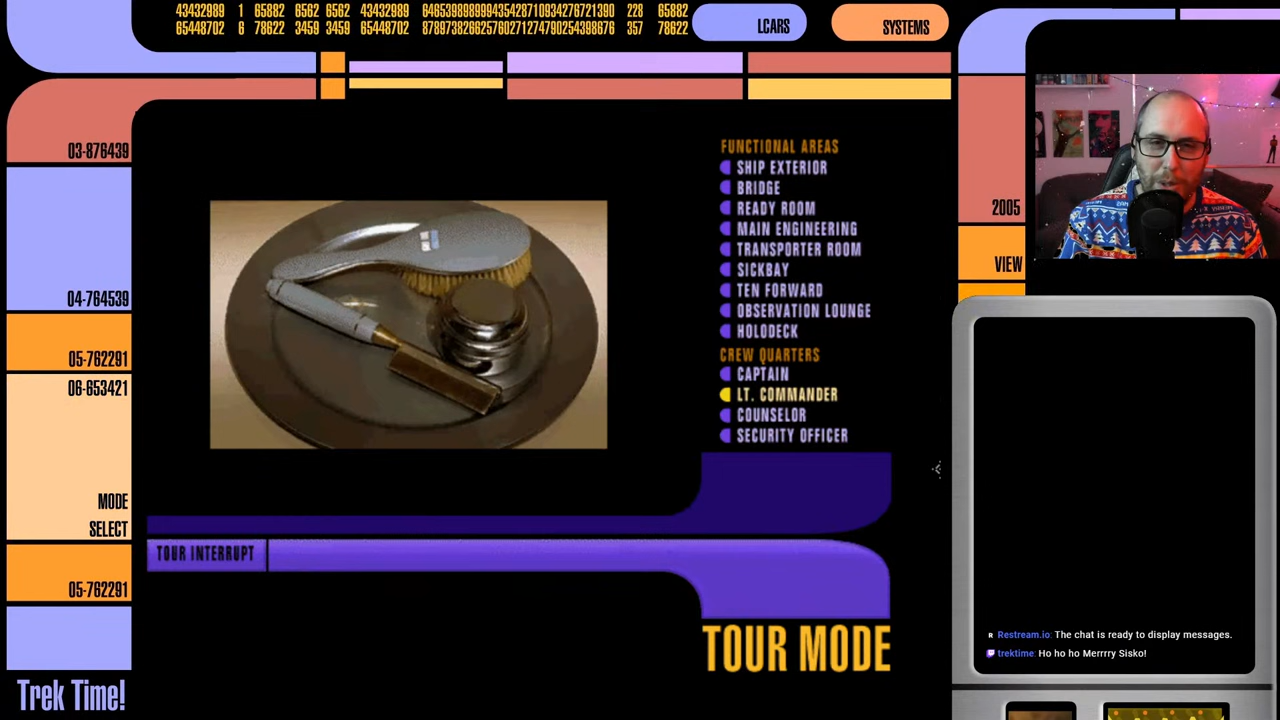 43432989 1 65882 6562 6562 43432989 646539898999435428710934276721390 228 65882
65448702 6 78622 3459 3459 65448702 87897382662576027127479025439 8676 357 78622
LCARS
SYSTEMS
03-876439
04-764539
05-762291
06-653421
MODE
SELECT
05-762291
Trek Time!
FUNCTIONAL AREAS
SHIP EXTERIOR
BRIDGE
READY ROOM
MAIN ENGINEERING
TRANSPORTER ROOM
SICKBAY
TEN FORWARD
OBSERVATION LOUNGE
HOLODECK
CREW QUARTERS
CAPTAIN
LT. COMMANDER
COUNSELOR
SECURITY OFFICER
TOUR INTERRUPT
TOUR MODE
2005
VIEW
Restream.io: The chat is ready to display messages.
trektime: Ho ho ho Merrrry Sisko!